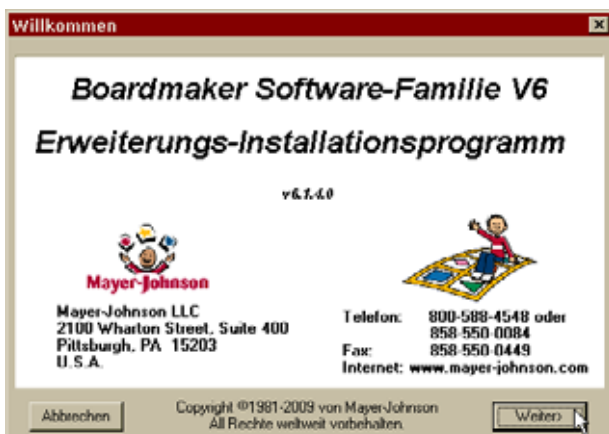 Willkommen
Boardmaker Software-Familie V6
Erweiterungs-Installationsprogramm
v6.1.4.0
Mayer-Johnson
Mayer-Johnson LLC
2100 Wharton Street, Suite 400
Pittsburgh, PA 15203
U.S.A.
Telefon: 800-588-4548 oder
858-550-0084
Fax: 858-550-0449
Internet: www.mayer-johnson.com
Abbrechen
Copyright ©1981-2009 von Mayer-Johnson
All Rechte weltweit vorbehalten.
Weiter>